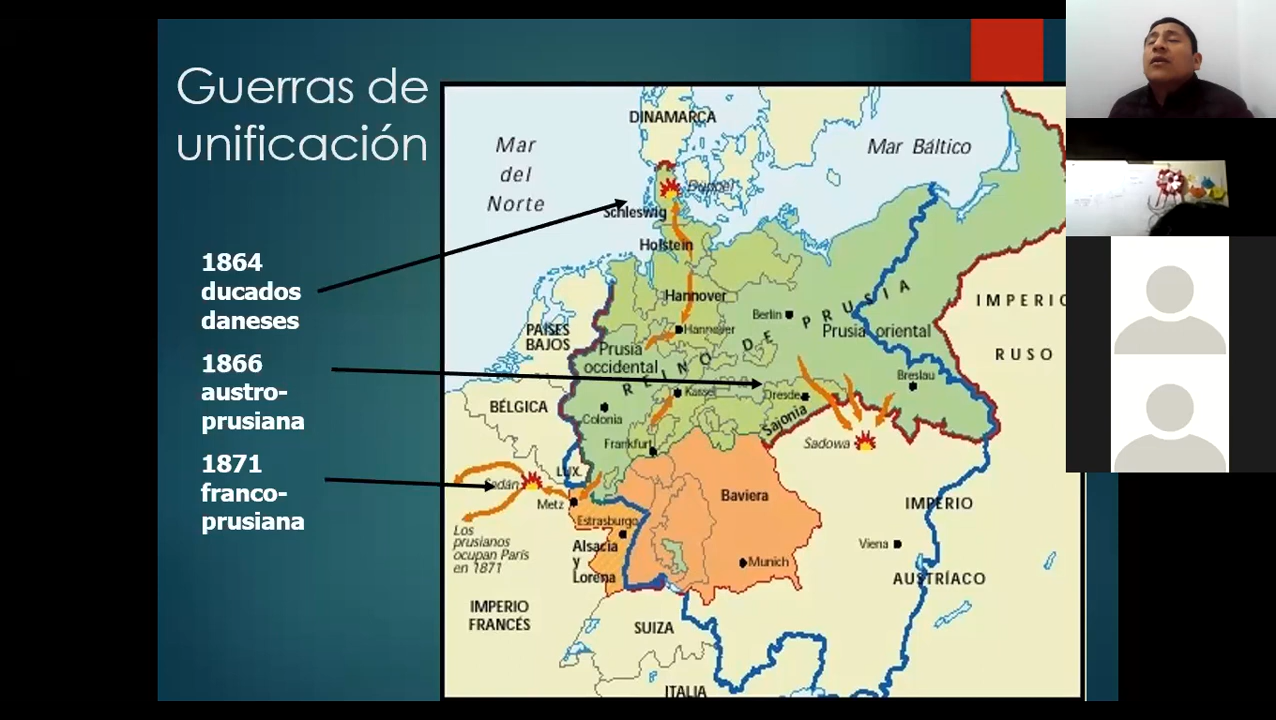 Guerras de
unificación
1864
ducados
daneses
1866
austro-
prusiana
1871
franco-
prusiana
DINAMARCA
Mar
del
Norte
Mar Báltico
Düppel
Schleswig
Holstein
Hannover
Hannover
Berlin
REINO DE PRUSIA
Prusia oriental
IMPERIO
RUSO
PAISES
BAJOS
Prusia
occidental
Breslau
Kassel
Dresde
BÉLGICA
Colonia
Sajonia
Frankfurt
Sadowa
LUX.
Sedán
Metz
Baviera
IMPERIO
Estrasburgo
Los
prusianos
ocupan París
en 1871
Alsacia
y
Lorena
Viena
Munich
AUSTRÍACO
IMPERIO
FRANCÉS
SUIZA
ITALIA